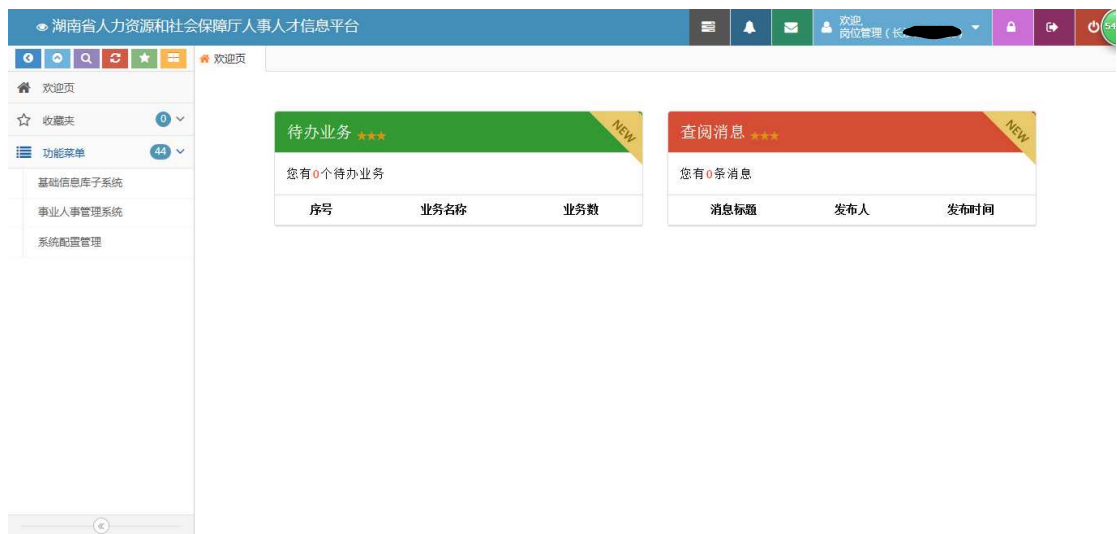 湖南省人力资源和社会保障厅人事人才信息平台
欢迎,
岗位管理（长
54
欢迎页
欢迎页
收藏夹 0
功能菜单 44
基础信息库子系统
事业人事管理系统
系统配置管理
待办业务
NEW
您有0个待办业务
序号 业务名称 业务数
查阅消息
NEW
您有0条消息
消息标题 发布人 发布时间